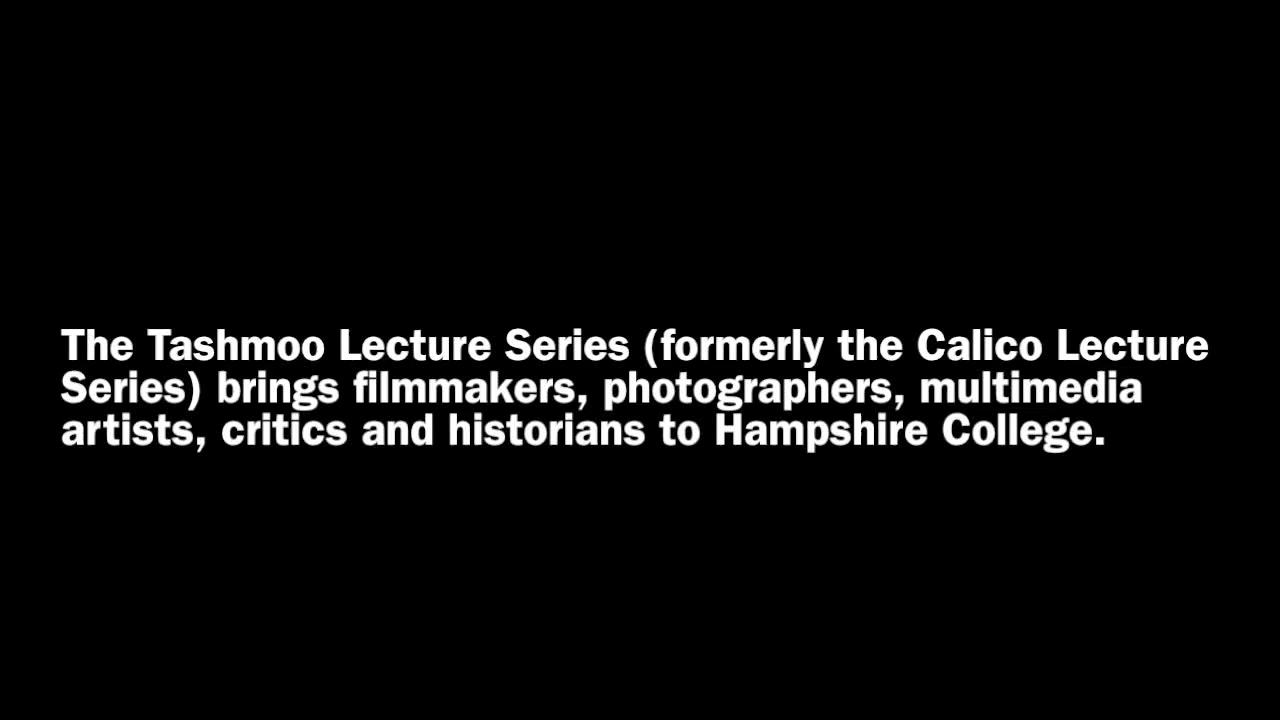 The Tashmoo Lecture Series (formerly the Calico Lecture
Series) brings filmmakers, photographers, multimedia
artists, critics and historians to Hampshire College.